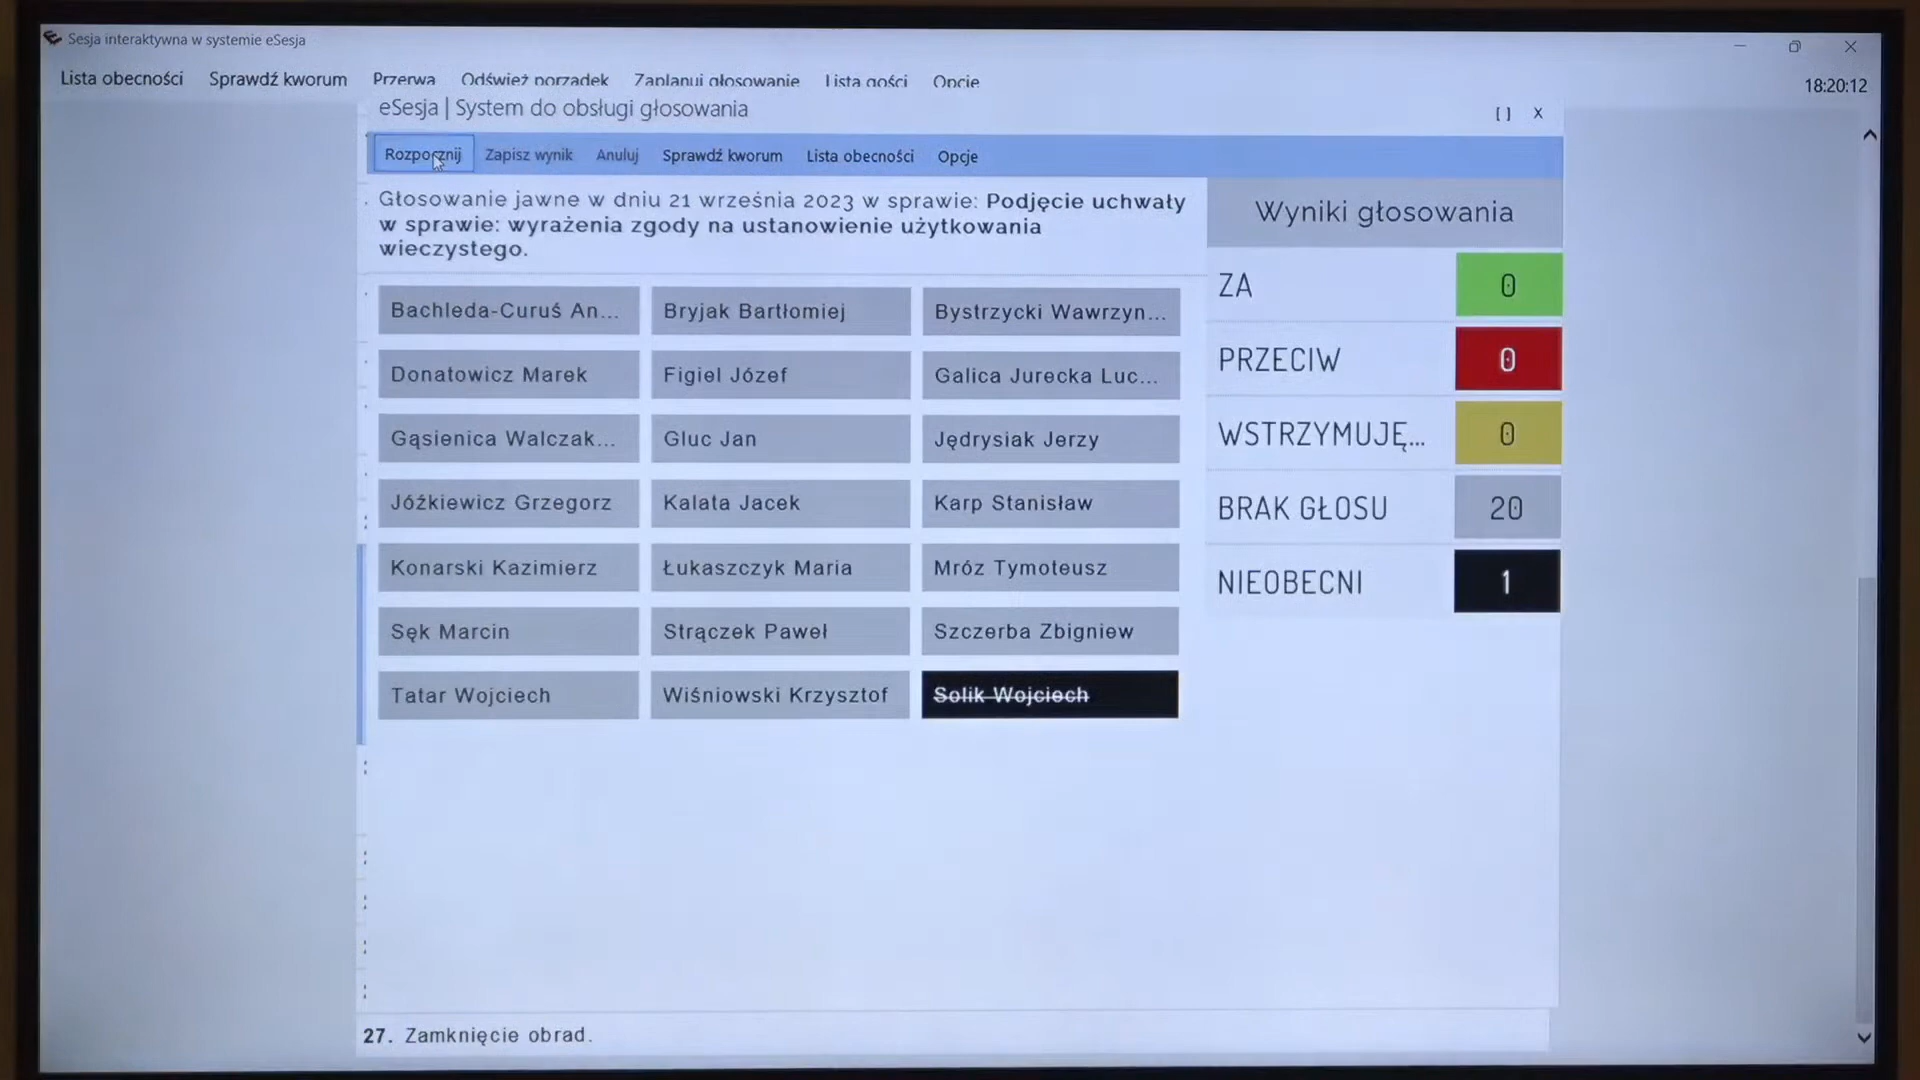 Sesja interaktywna w systemie eSesja
Lista obecności Sprawdź kworum Przerwa Odśwież porządek Zaplanuj głosowanie Lista gości Opcje
18:20:12
eSesja | System do obsługi głosowania
[ ] X
Rozpocznij Zapisz wynik Anuluj Sprawdź kworum Lista obecności Opcje
Głosowanie jawne w dniu 21 września 2023 w sprawie: Podjęcie uchwały
w sprawie: wyrażenia zgody na ustanowienie użytkowania
wieczystego.
Bachleda-Curuś An... Bryjak Bartłomiej Bystrzycki Wawrzyn...
Donatowicz Marek Figiel Józef Galica Jurecka Luc...
Gąsienica Walczak... Gluc Jan Jędrysiak Jerzy
Jóźkiewicz Grzegorz Kalata Jacek Karp Stanisław
Konarski Kazimierz Łukaszczyk Maria Mróz Tymoteusz
Sęk Marcin Strączek Paweł Szczerba Zbigniew
Tatar Wojciech Wiśniowski Krzysztof Solik Wojciech
Wyniki głosowania
ZA 0
PRZECIW 0
WSTRZYMUJĘ... 0
BRAK GŁOSU 20
NIEOBECNI 1
27. Zamknięcie obrad.